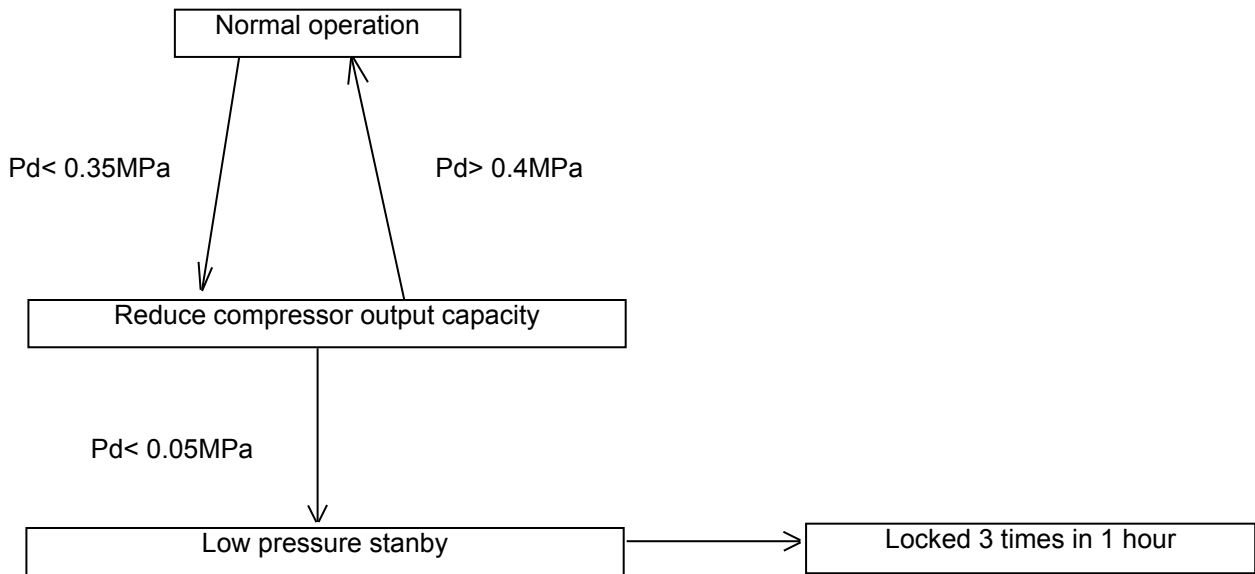 Normal operation
Pd< 0.35MPa
Pd> 0.4MPa
Reduce compressor output capacity
Pd< 0.05MPa
Low pressure stanby
Locked 3 times in 1 hour